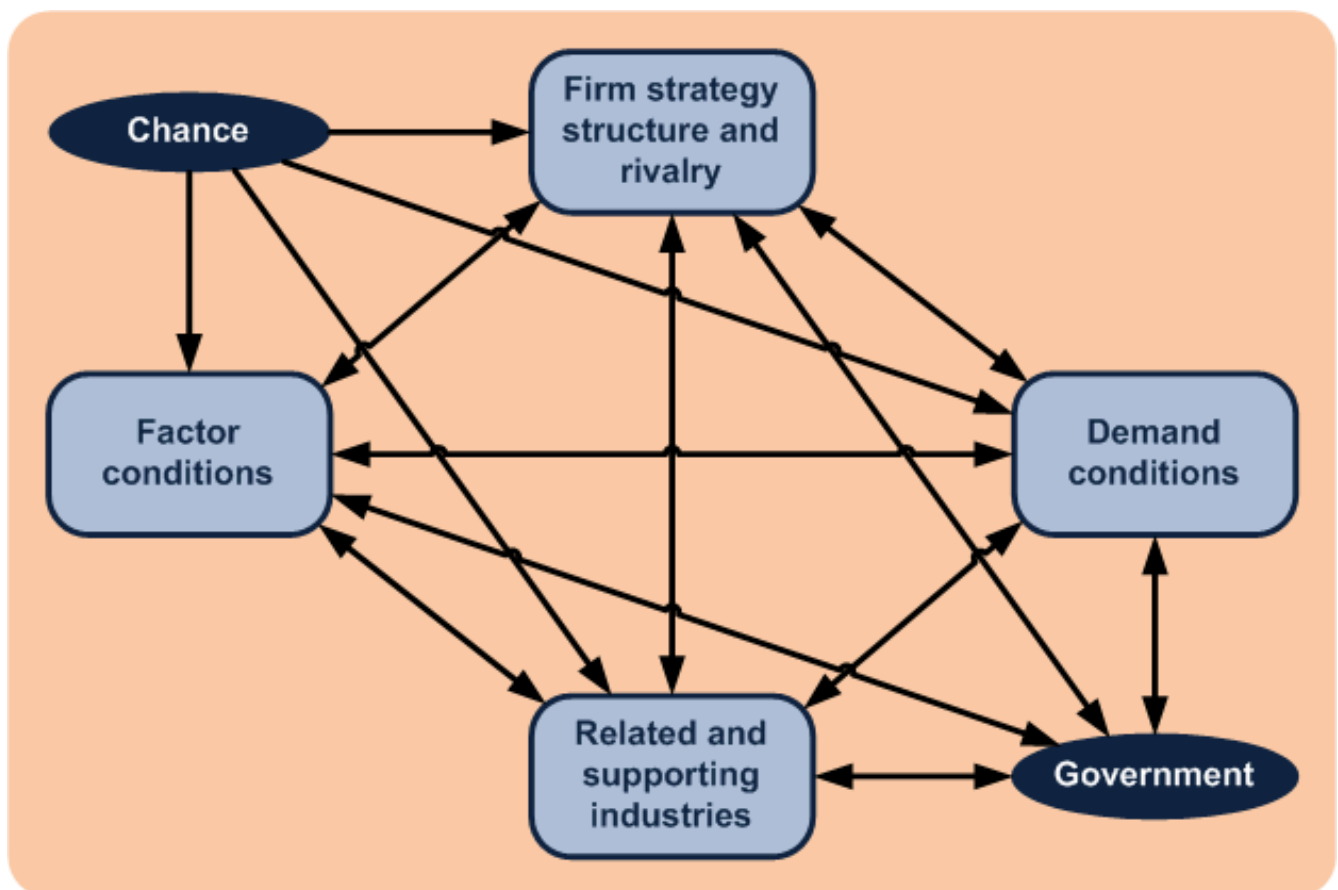 Chance
Firm strategy
structure and
rivalry
Factor
conditions
Demand
conditions
Related and
supporting
industries
Government